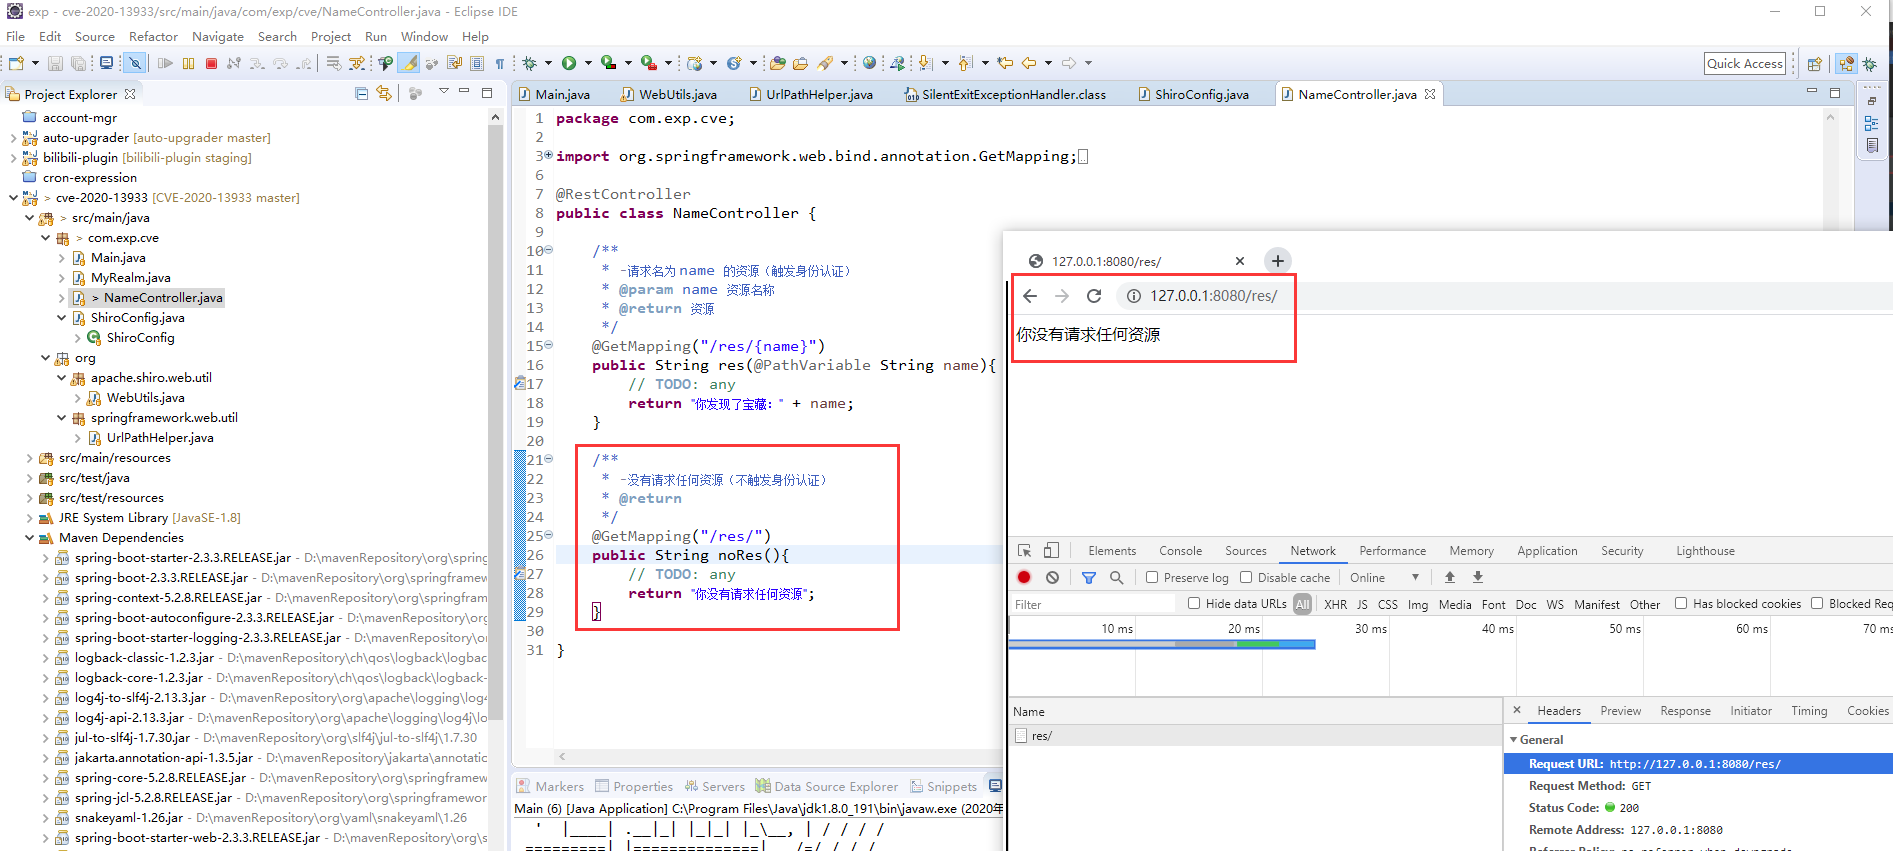 exp - cve-2020-13933/src/main/java/com/exp/cve/NameController.java - Eclipse IDE
File Edit Source Refactor Navigate Search Project Run Window Help
Quick Access
Project Explorer
account-mgr
auto-upgrader [auto-upgrader master]
bilibili-plugin [bilibili-plugin staging]
cron-expression
> cve-2020-13933 [CVE-2020-13933 master]
> src/main/java
> com.exp.cve
Main.java
MyRealm.java
> NameController.java
ShiroConfig.java
ShiroConfig
org
apache.shiro.web.util
WebUtils.java
springframework.web.util
UrlPathHelper.java
src/main/resources
src/test/java
src/test/resources
JRE System Library [JavaSE-1.8]
Maven Dependencies
spring-boot-starter-2.3.3.RELEASE.jar - D:\mavenRepository\org\spring
spring-boot-2.3.3.RELEASE.jar - D:\mavenRepository\org\springframew
spring-context-5.2.8.RELEASE.jar - D:\mavenRepository\org\springfram
spring-boot-autoconfigure-2.3.3.RELEASE.jar - D:\mavenRepository\org
spring-boot-starter-logging-2.3.3.RELEASE.jar - D:\mavenRepository\or
logback-classic-1.2.3.jar - D:\mavenRepository\ch\qos\logback\logbac
logback-core-1.2.3.jar - D:\mavenRepository\ch\qos\logback\logback-
log4j-to-slf4j-2.13.3.jar - D:\mavenRepository\org\apache\logging\log4
log4j-api-2.13.3.jar - D:\mavenRepository\org\apache\logging\log4j\lo
jul-to-slf4j-1.7.30.jar - D:\mavenRepository\org\slf4j\jul-to-slf4j\1.7.30
jakarta.annotation-api-1.3.5.jar - D:\mavenRepository\jakarta\annotatio
spring-core-5.2.8.RELEASE.jar - D:\mavenRepository\org\springframew
spring-jcl-5.2.8.RELEASE.jar - D:\mavenRepository\org\springframewor
snakeyaml-1.26.jar - D:\mavenRepository\org\yaml\snakeyaml\1.26
spring-boot-starter-web-2.3.3.RELEASE.jar - D:\mavenRepository\org\s
Main.java WebUtils.java UrlPathHelper.java SilentExitExceptionHandler.class ShiroConfig.java NameController.java
1 package com.exp.cve;
2
3 import org.springframework.web.bind.annotation.GetMapping;
6
7 @RestController
8 public class NameController {
9
10 /**
11 * -请求名为 name 的资源（触发身份认证）
12 * @param name 资源名称
13 * @return 资源
14 */
15 @GetMapping("/res/{name}")
16 public String res(@PathVariable String name){
17 // TODO: any
18 return "你发现了宝藏: " + name;
19 }
20
21 /**
22 * -没有请求任何资源（不触发身份认证）
23 * @return
24 */
25 @GetMapping("/res/")
26 public String noRes(){
27 // TODO: any
28 return "你没有请求任何资源";
29 }
30
31 }
Markers Properties Servers Data Source Explorer Snippets
Main (6) [Java Application] C:\Program Files\Java\jdk1.8.0_191\bin\javaw.exe (2020年
' |____| .__|_| |_|_| |_\__, | / / / /
=========|_|==============|___/=/_/_/_/
127.0.0.1:8080/res/
127.0.0.1:8080/res/
你没有请求任何资源
Elements Console Sources Network Performance Memory Application Security Lighthouse
Preserve log Disable cache Online
Filter Hide data URLs All XHR JS CSS Img Media Font Doc WS Manifest Other Has blocked cookies Blocked Req
10 ms 20 ms 30 ms 40 ms 50 ms 60 ms 70 ms
Name
res/
Headers Preview Response Initiator Timing Cookies
General
Request URL: http://127.0.0.1:8080/res/
Request Method: GET
Status Code: 200
Remote Address: 127.0.0.1:8080